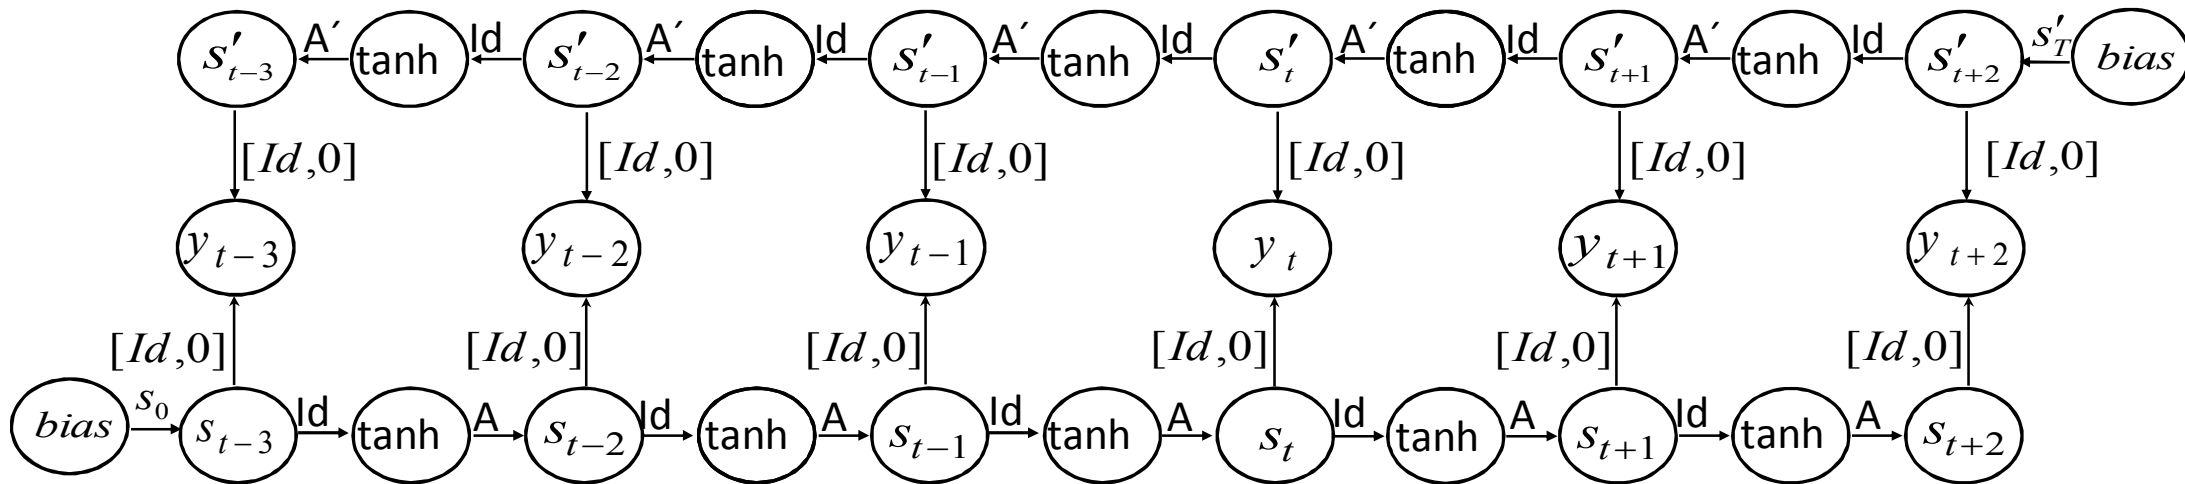 s′_{t−3} A´ tanh Id s′_{t−2} A´ tanh Id s′_{t−1} A´ tanh Id s′_t A´ tanh Id s′_{t+1} A´ tanh Id s′_{t+2} s′_T bias
[Id,0] [Id,0] [Id,0] [Id,0] [Id,0] [Id,0]
y_{t−3} y_{t−2} y_{t−1} y_t y_{t+1} y_{t+2}
[Id,0] [Id,0] [Id,0] [Id,0] [Id,0] [Id,0]
bias s_0 s_{t−3} Id tanh A s_{t−2} Id tanh A s_{t−1} Id tanh A s_t Id tanh A s_{t+1} Id tanh A s_{t+2}